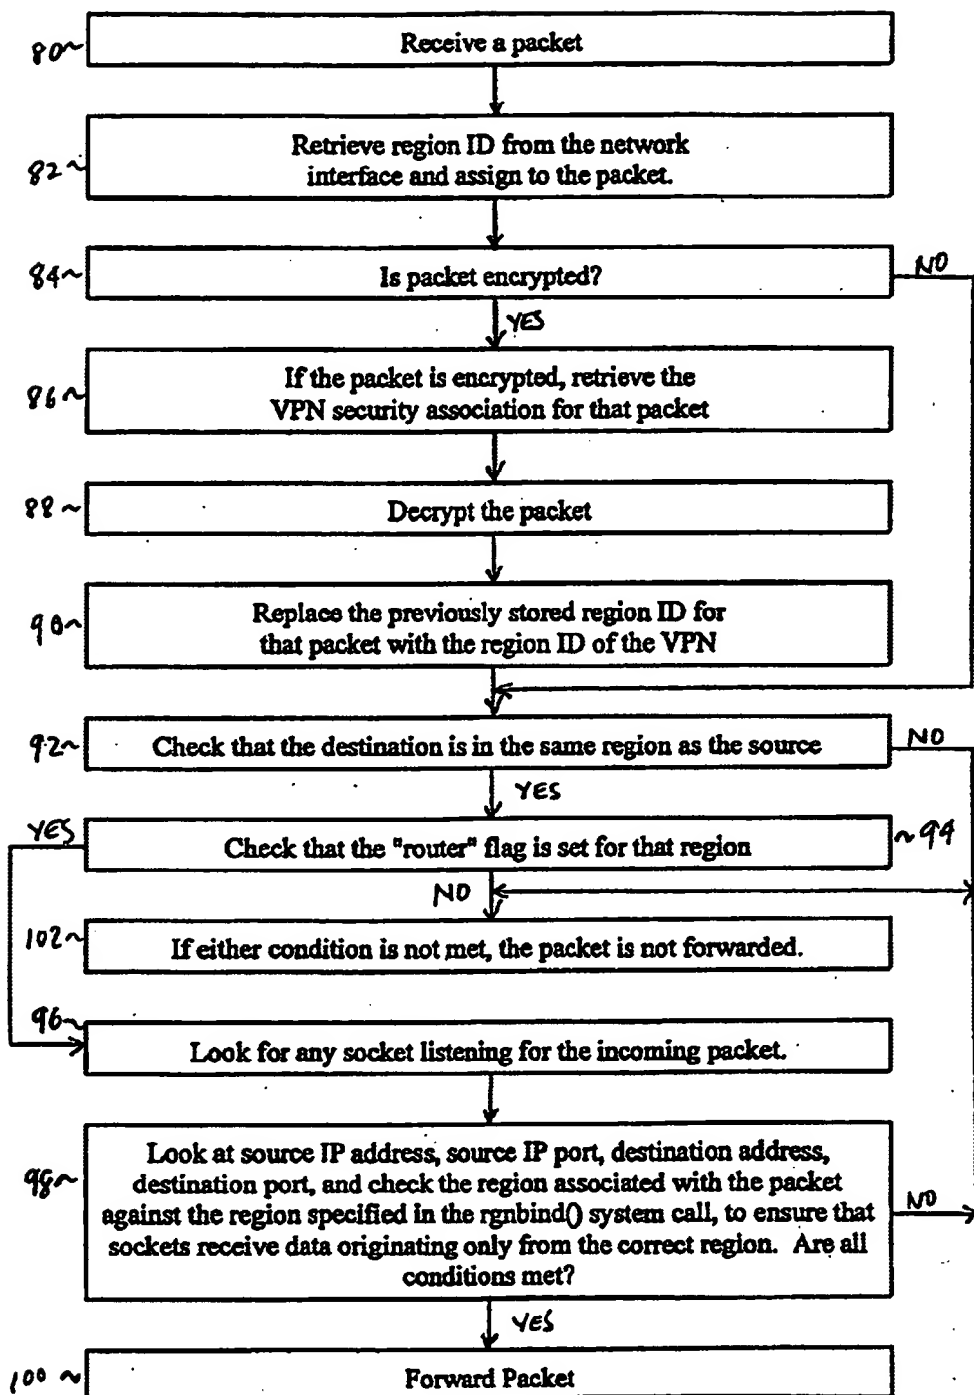 80~
Receive a packet
82~
Retrieve region ID from the network
interface and assign to the packet.
84~
Is packet encrypted?
NO
YES
86~
If the packet is encrypted, retrieve the
VPN security association for that packet
88~
Decrypt the packet
90~
Replace the previously stored region ID for
that packet with the region ID of the VPN
92~
Check that the destination is in the same region as the source
NO
YES
YES
Check that the "router" flag is set for that region
~94
NO
102~
If either condition is not met, the packet is not forwarded.
96~
Look for any socket listening for the incoming packet.
98~
Look at source IP address, source IP port, destination address,
destination port, and check the region associated with the packet
against the region specified in the rgnbind() system call, to ensure that
sockets receive data originating only from the correct region. Are all
conditions met?
NO
YES
100~
Forward Packet